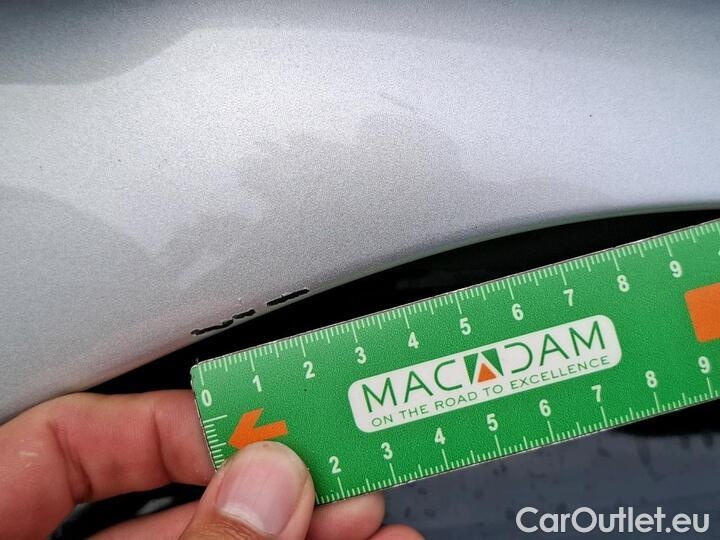 0 1 2 3 4 5 6 7 8 9
MACADAM
ON THE ROAD TO EXCELLENCE
2 3 4 5 6 7 8 9
CarOutlet.eu